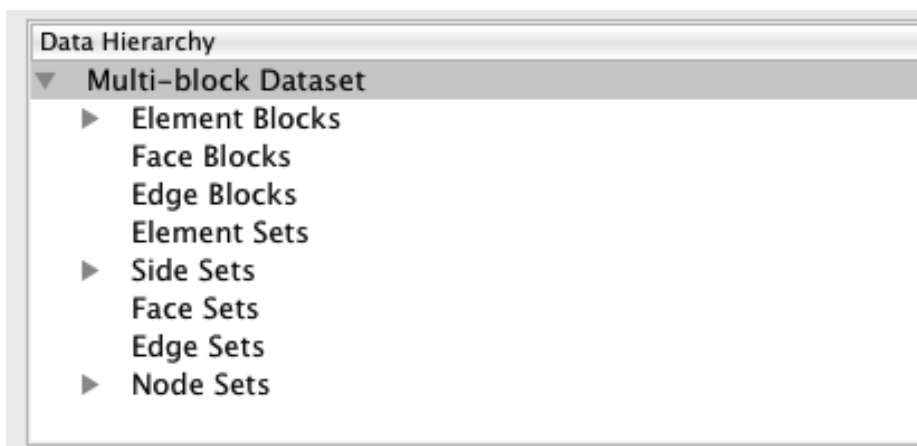 Data Hierarchy
Multi-block Dataset
Element Blocks
Face Blocks
Edge Blocks
Element Sets
Side Sets
Face Sets
Edge Sets
Node Sets